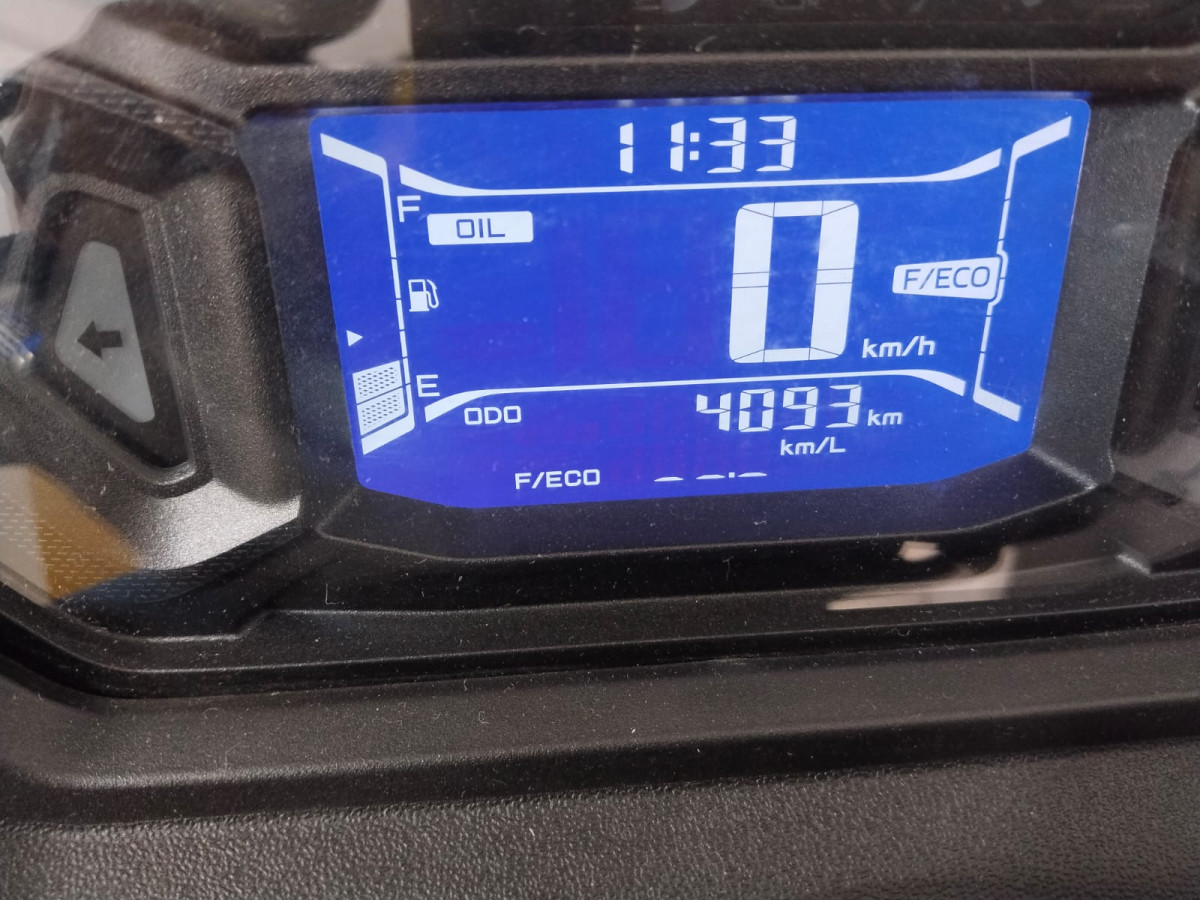 11:33
F
OIL
F/ECO
0
km/h
E
ODO 4093 km
km/L
F/ECO --.-